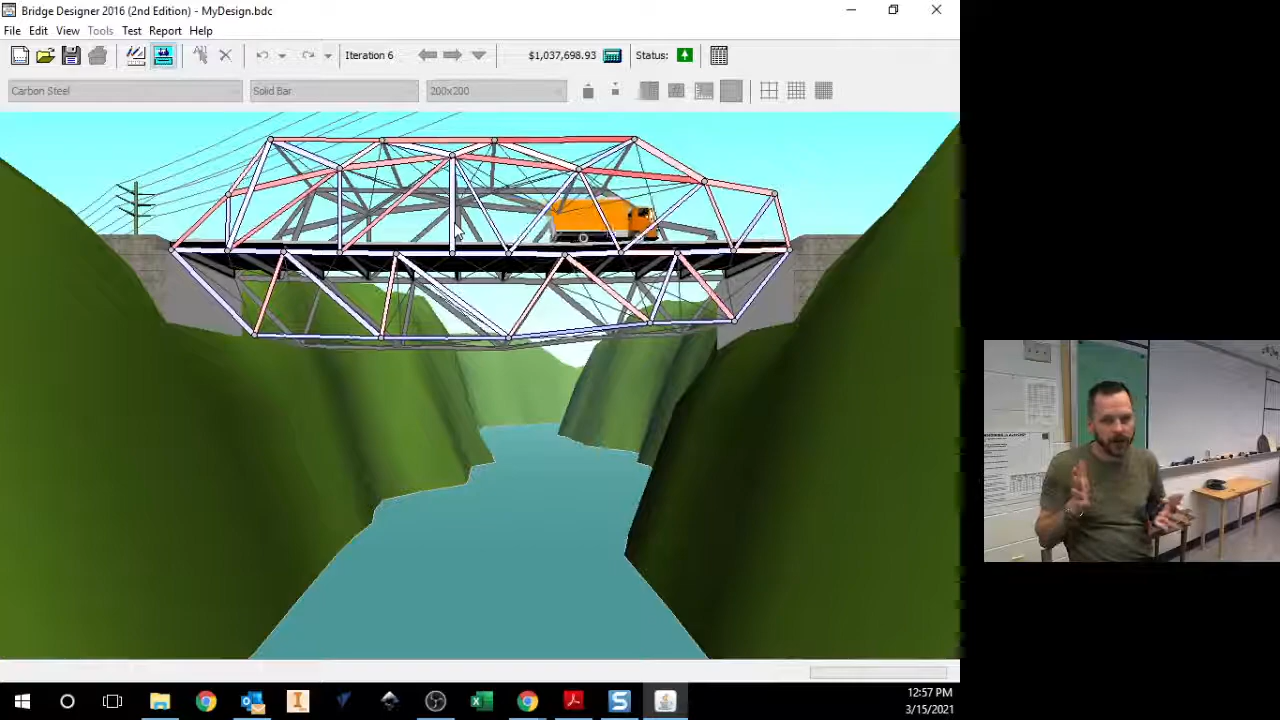 Bridge Designer 2016 (2nd Edition) - MyDesign.bdc
File Edit View Tools Test Report Help
Iteration 6 $1,037,698.93 Status:
Carbon Steel Solid Bar 200x200
12:57 PM
3/15/2021